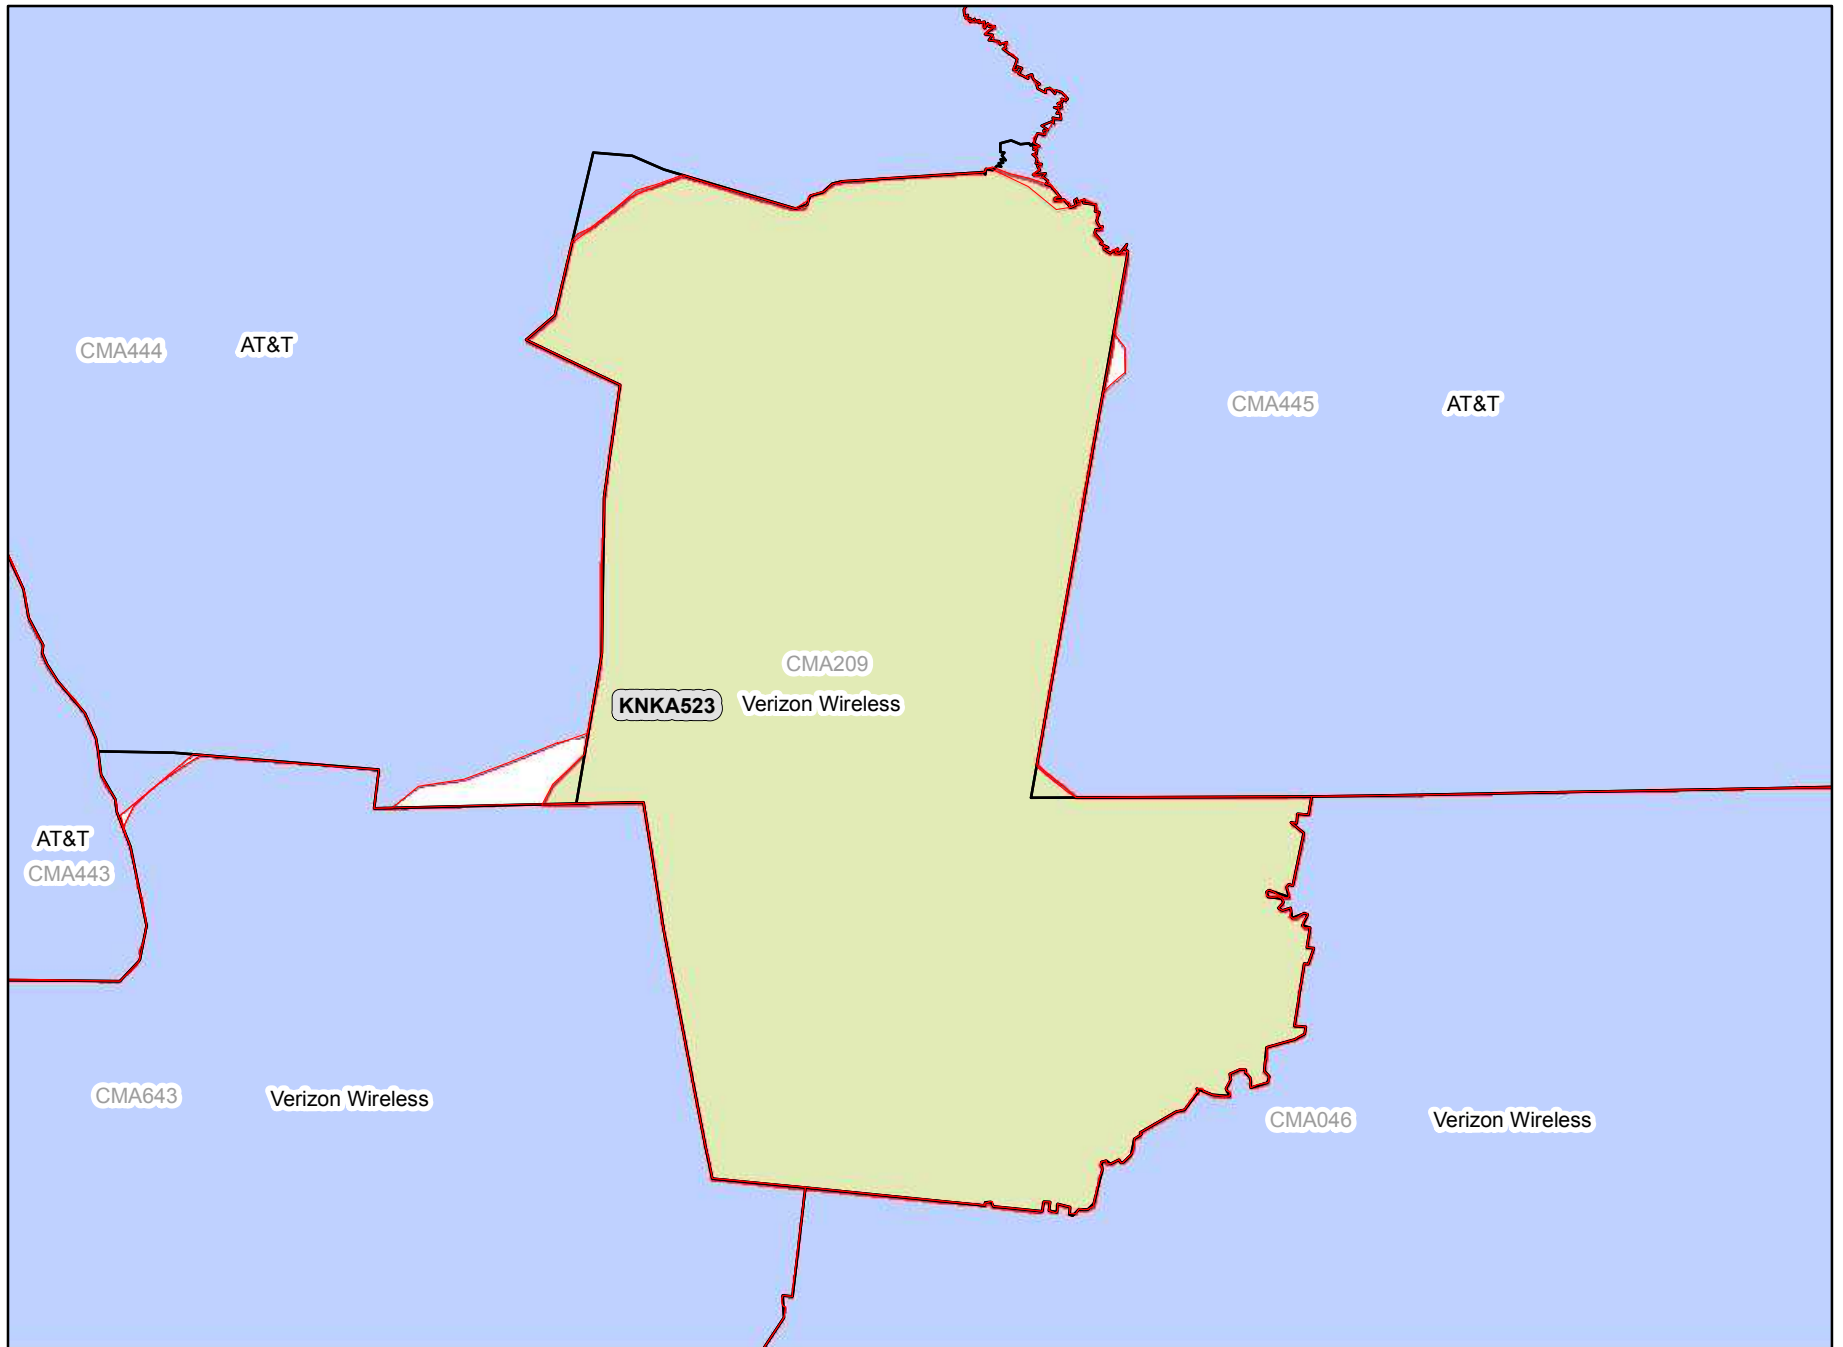 CMA444 AT&T
CMA445 AT&T
CMA209
KNKA523 Verizon Wireless
AT&T
CMA443
CMA643 Verizon Wireless
CMA046 Verizon Wireless